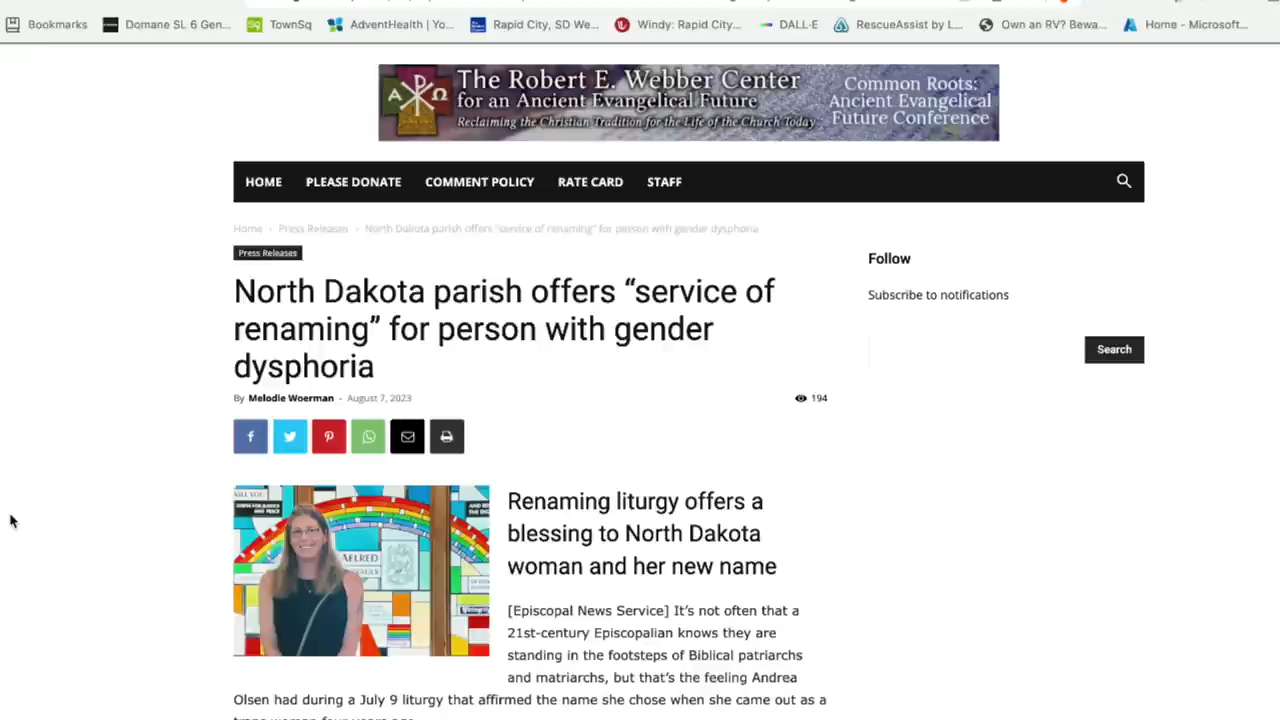 Bookmarks Domane SL 6 Gen... TownSq AdventHealth | Yo... Rapid City, SD We... Windy: Rapid City... DALL-E RescueAssist by L... Own an RV? Bewa... Home - Microsoft...
The Robert E. Webber Center
for an Ancient Evangelical Future
Reclaiming the Christian Tradition for the Life of the Church Today
Common Roots:
Ancient Evangelical
Future Conference
HOME PLEASE DONATE COMMENT POLICY RATE CARD STAFF
Home › Press Releases › North Dakota parish offers "service of renaming" for person with gender dysphoria
Press Releases
North Dakota parish offers “service of
renaming” for person with gender
dysphoria
By Melodie Woerman - August 7, 2023
194
Follow
Subscribe to notifications
Search
AELRED
Renaming liturgy offers a
blessing to North Dakota
woman and her new name
[Episcopal News Service] It’s not often that a
21st-century Episcopalian knows they are
standing in the footsteps of Biblical patriarchs
and matriarchs, but that’s the feeling Andrea
Olsen had during a July 9 liturgy that affirmed the name she chose when she came out as a
trans woman four years ago.